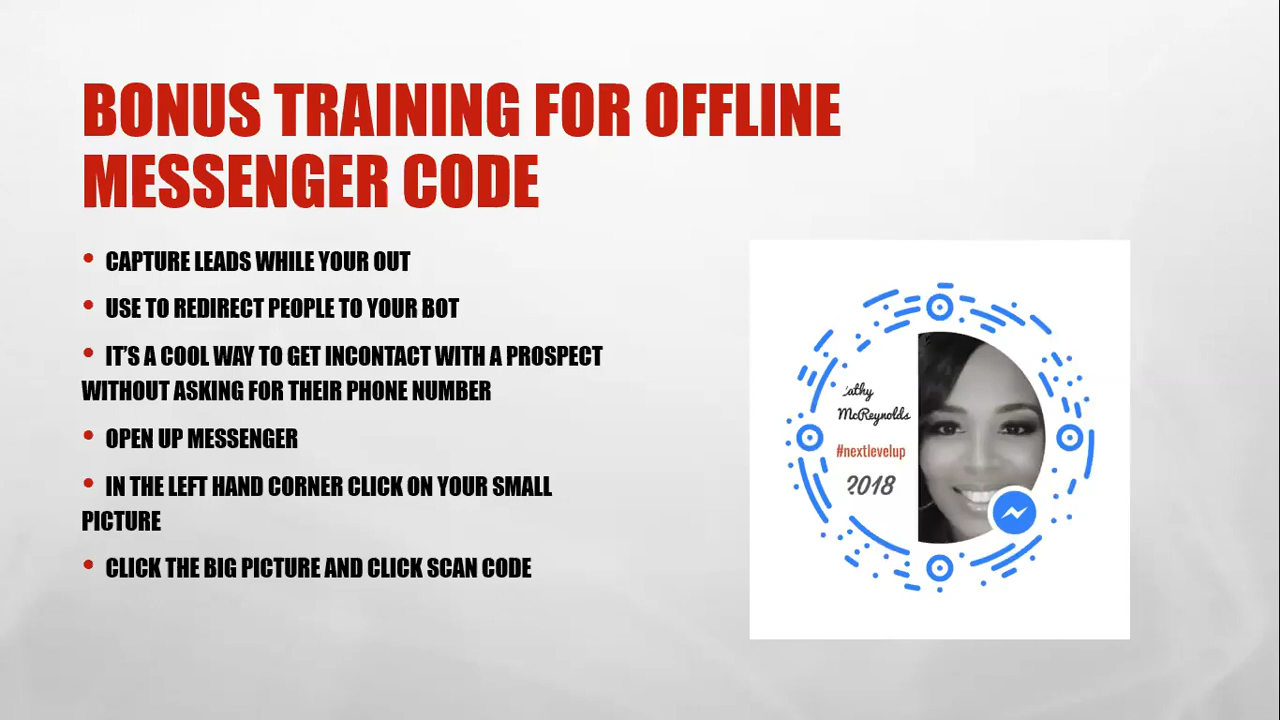 BONUS TRAINING FOR OFFLINE
MESSENGER CODE
• CAPTURE LEADS WHILE YOUR OUT
• USE TO REDIRECT PEOPLE TO YOUR BOT
• IT'S A COOL WAY TO GET INCONTACT WITH A PROSPECT
WITHOUT ASKING FOR THEIR PHONE NUMBER
• OPEN UP MESSENGER
• IN THE LEFT HAND CORNER CLICK ON YOUR SMALL
PICTURE
• CLICK THE BIG PICTURE AND CLICK SCAN CODE
athy
McReynolds
#nextlevelup
2018